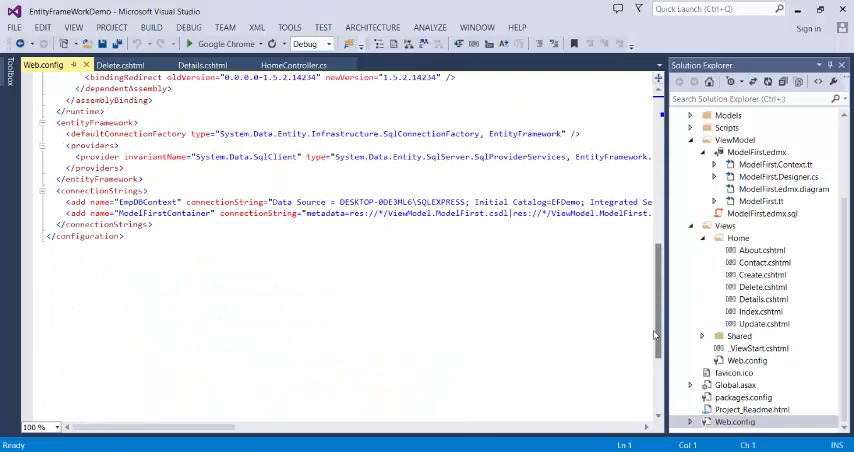 EntityFrameWorkDemo - Microsoft Visual Studio
Quick Launch (Ctrl+Q)
FILE EDIT VIEW PROJECT BUILD DEBUG TEAM XML TOOLS TEST ARCHITECTURE ANALYZE WINDOW HELP
Sign in
Google Chrome Debug
Toolbox
Web.config Delete.cshtml Details.cshtml HomeController.cs
<bindingRedirect oldVersion="0.0.0.0-1.5.2.14234" newVersion="1.5.2.14234" />
</dependentAssembly>
</assemblyBinding>
</runtime>
<entityFramework>
<defaultConnectionFactory type="System.Data.Entity.Infrastructure.SqlConnectionFactory, EntityFramework" />
<providers>
<provider invariantName="System.Data.SqlClient" type="System.Data.Entity.SqlServer.SqlProviderServices, EntityFramework.
</providers>
</entityFramework>
<connectionStrings>
<add name="EmpDBContext" connectionString="Data Source = DESKTOP-0DE3ML6\SQLEXPRESS; Initial Catalog=EFDemo; Integrated Se
<add name="ModelFirstContainer" connectionString="metadata=res://*/ViewModel.ModelFirst.csdl|res://*/ViewModel.ModelFirst.
</connectionStrings>
</configuration>
100 %
Solution Explorer
Search Solution Explorer (Ctrl+;)
Models
Scripts
ViewModel
ModelFirst.edmx
ModelFirst.Context.tt
ModelFirst.Designer.cs
ModelFirst.edmx.diagram
ModelFirst.tt
ModelFirst.edmx.sql
Views
Home
About.cshtml
Contact.cshtml
Create.cshtml
Delete.cshtml
Details.cshtml
Index.cshtml
Update.cshtml
Shared
_ViewStart.cshtml
Web.config
favicon.ico
Global.asax
packages.config
Project_Readme.html
Web.config
Ready Ln 1 Col 1 Ch 1 INS